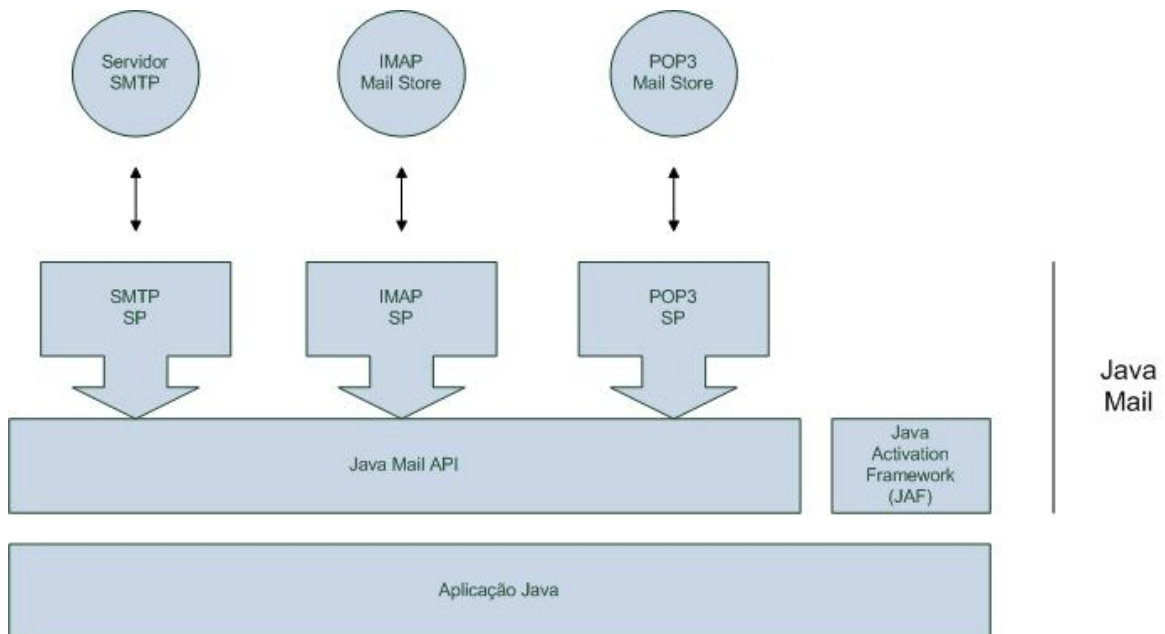 Servidor
SMTP
IMAP
Mail Store
POP3
Mail Store
SMTP
SP
IMAP
SP
POP3
SP
Java
Mail
Java Mail API
Java
Activation
Framework
(JAF)
Aplicação Java